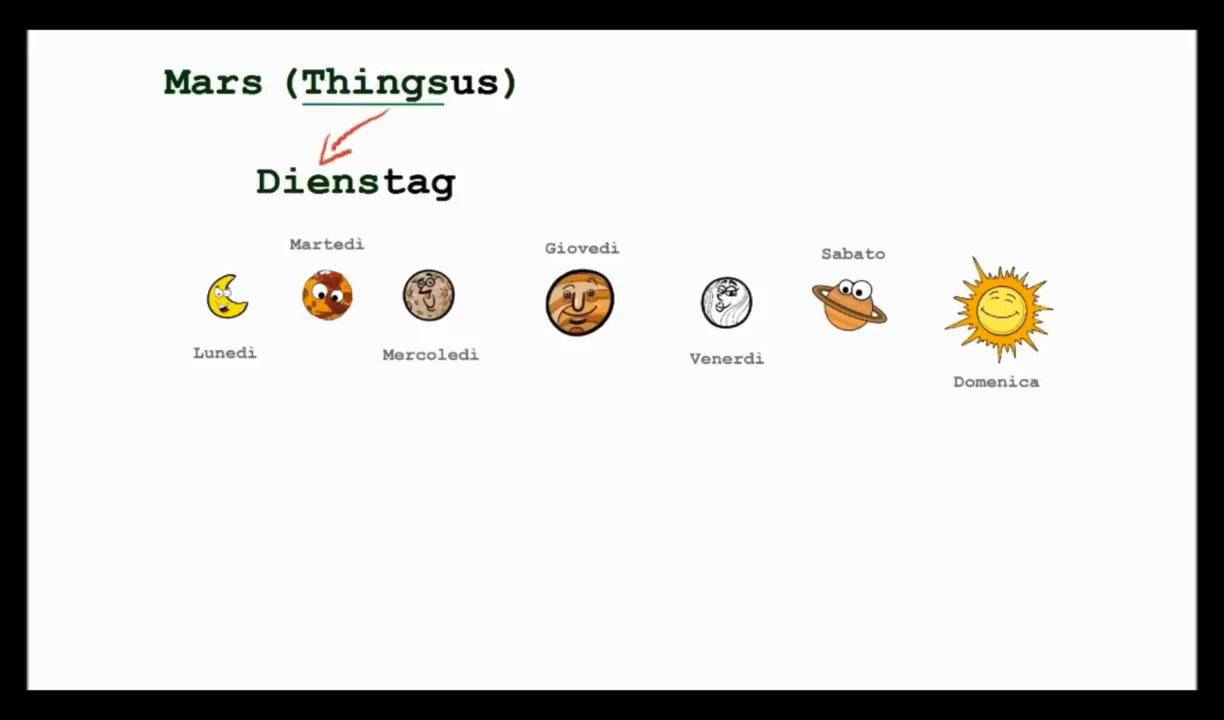 Mars (Thingsus)
Dienstag
Martedì
Giovedì
Sabato
Lunedì
Mercoledì
Venerdì
Domenica